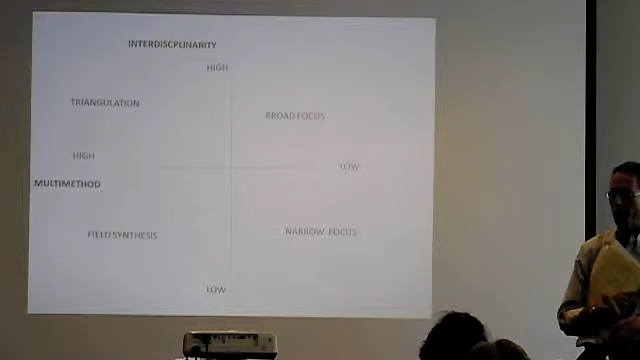 INTERDISCPLINARITY
HIGH
TRIANGULATION
BROAD FOCUS
HIGH
LOW
MULTIMETHOD
FIELD SYNTHESIS
NARROW FOCUS
LOW